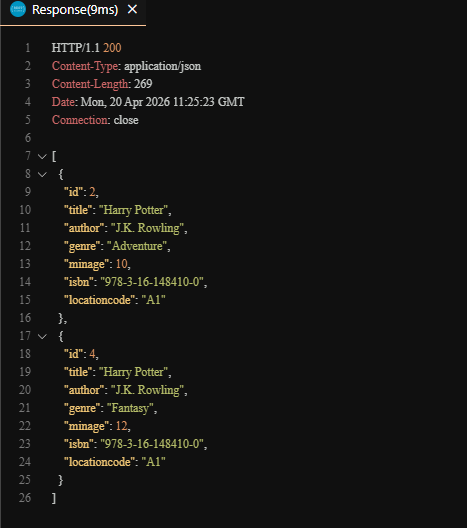 Response(9ms) ×
1 HTTP/1.1 200
2 Content-Type: application/json
3 Content-Length: 269
4 Date: Mon, 20 Apr 2026 11:25:23 GMT
5 Connection: close
6
7 [
8 {
9 "id": 2,
10 "title": "Harry Potter",
11 "author": "J.K. Rowling",
12 "genre": "Adventure",
13 "minage": 10,
14 "isbn": "978-3-16-148410-0",
15 "locationcode": "A1"
16 },
17 {
18 "id": 4,
19 "title": "Harry Potter",
20 "author": "J.K. Rowling",
21 "genre": "Fantasy",
22 "minage": 12,
23 "isbn": "978-3-16-148410-0",
24 "locationcode": "A1"
25 }
26 ]